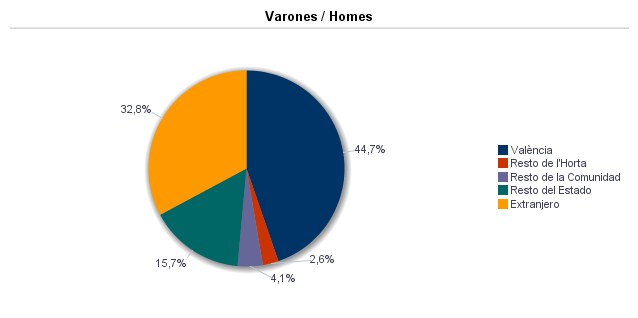 Varones / Homes
32,8%
44,7%
15,7%
2,6%
4,1%
València
Resto de l'Horta
Resto de la Comunidad
Resto del Estado
Extranjero